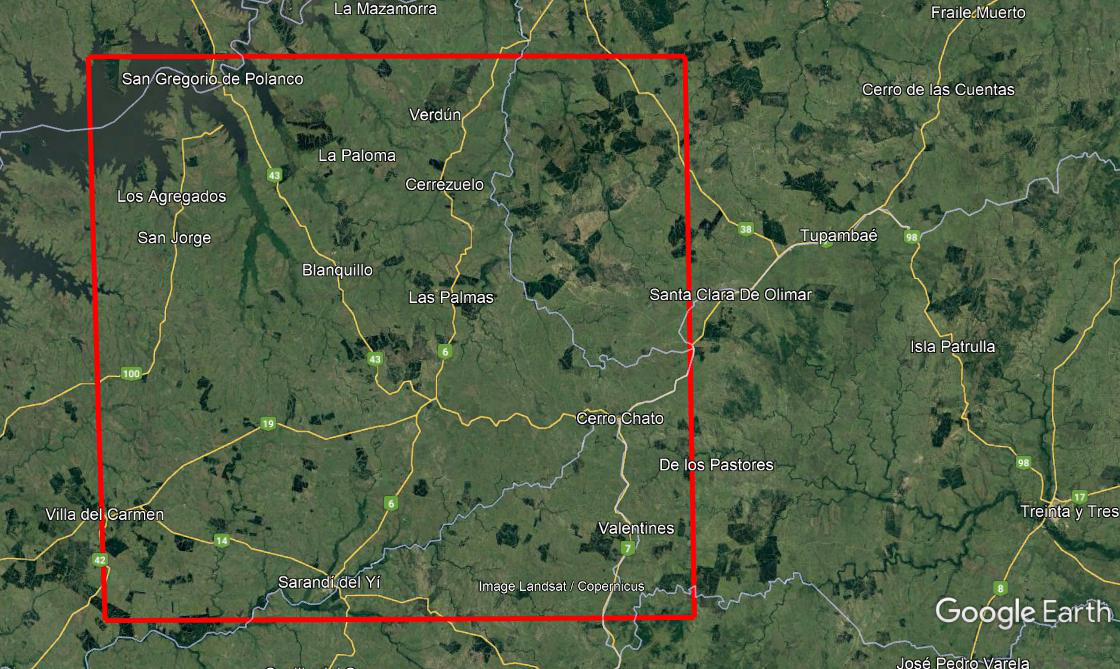 La Mazamorra
Fraile Muerto
San Gregorio de Polanco
Cerro de las Cuentas
Verdún
La Paloma
43
Cerrezuelo
Los Agregados
38
Tupambaé
98
San Jorge
Blanquillo
Las Palmas
Santa Clara De Olimar
6
Isla Patrulla
43
100
19
Cerro Chato
De los Pastores
98
17
6
Villa del Carmen
Treinta y Tres
Valentines
14
7
42
Sarandí del Yí
Image Landsat / Copernicus
8
Google Earth
José Pedro Varela